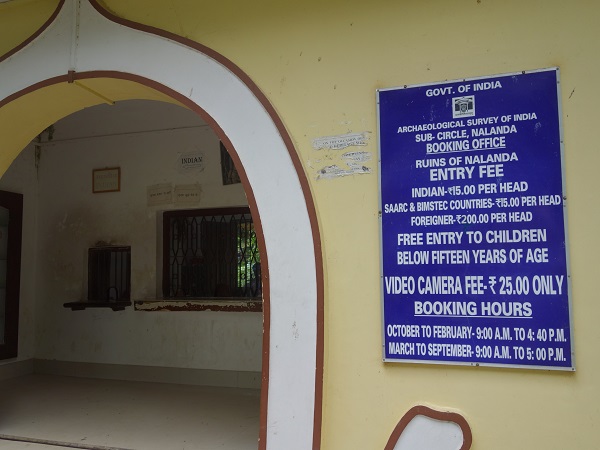 INDIAN
GOVT. OF INDIA
ARCHAEOLOGICAL SURVEY OF INDIA
SUB- CIRCLE, NALANDA
BOOKING OFFICE
RUINS OF NALANDA
ENTRY FEE
INDIAN-₹15.00 PER HEAD
SAARC & BIMSTEC COUNTRIES-₹15.00 PER HEAD
FOREIGNER-₹200.00 PER HEAD
FREE ENTRY TO CHILDREN
BELOW FIFTEEN YEARS OF AGE
VIDEO CAMERA FEE-₹ 25.00 ONLY
BOOKING HOURS
OCTOBER TO FEBRUARY- 9:00 A.M. TO 4: 40 P.M.
MARCH TO SEPTEMBER- 9:00 A.M. TO 5: 00 P.M.